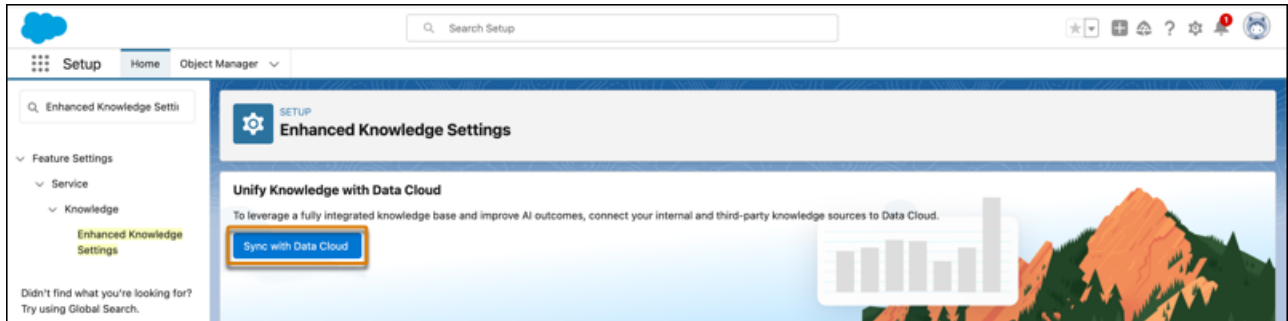 Search Setup
1
Setup
Home
Object Manager
Enhanced Knowledge Settin
SETUP
Enhanced Knowledge Settings
Feature Settings
Service
Knowledge
Enhanced Knowledge
Settings
Didn't find what you're looking for?
Try using Global Search.
Unify Knowledge with Data Cloud
To leverage a fully integrated knowledge base and improve AI outcomes, connect your internal and third-party knowledge sources to Data Cloud.
Sync with Data Cloud